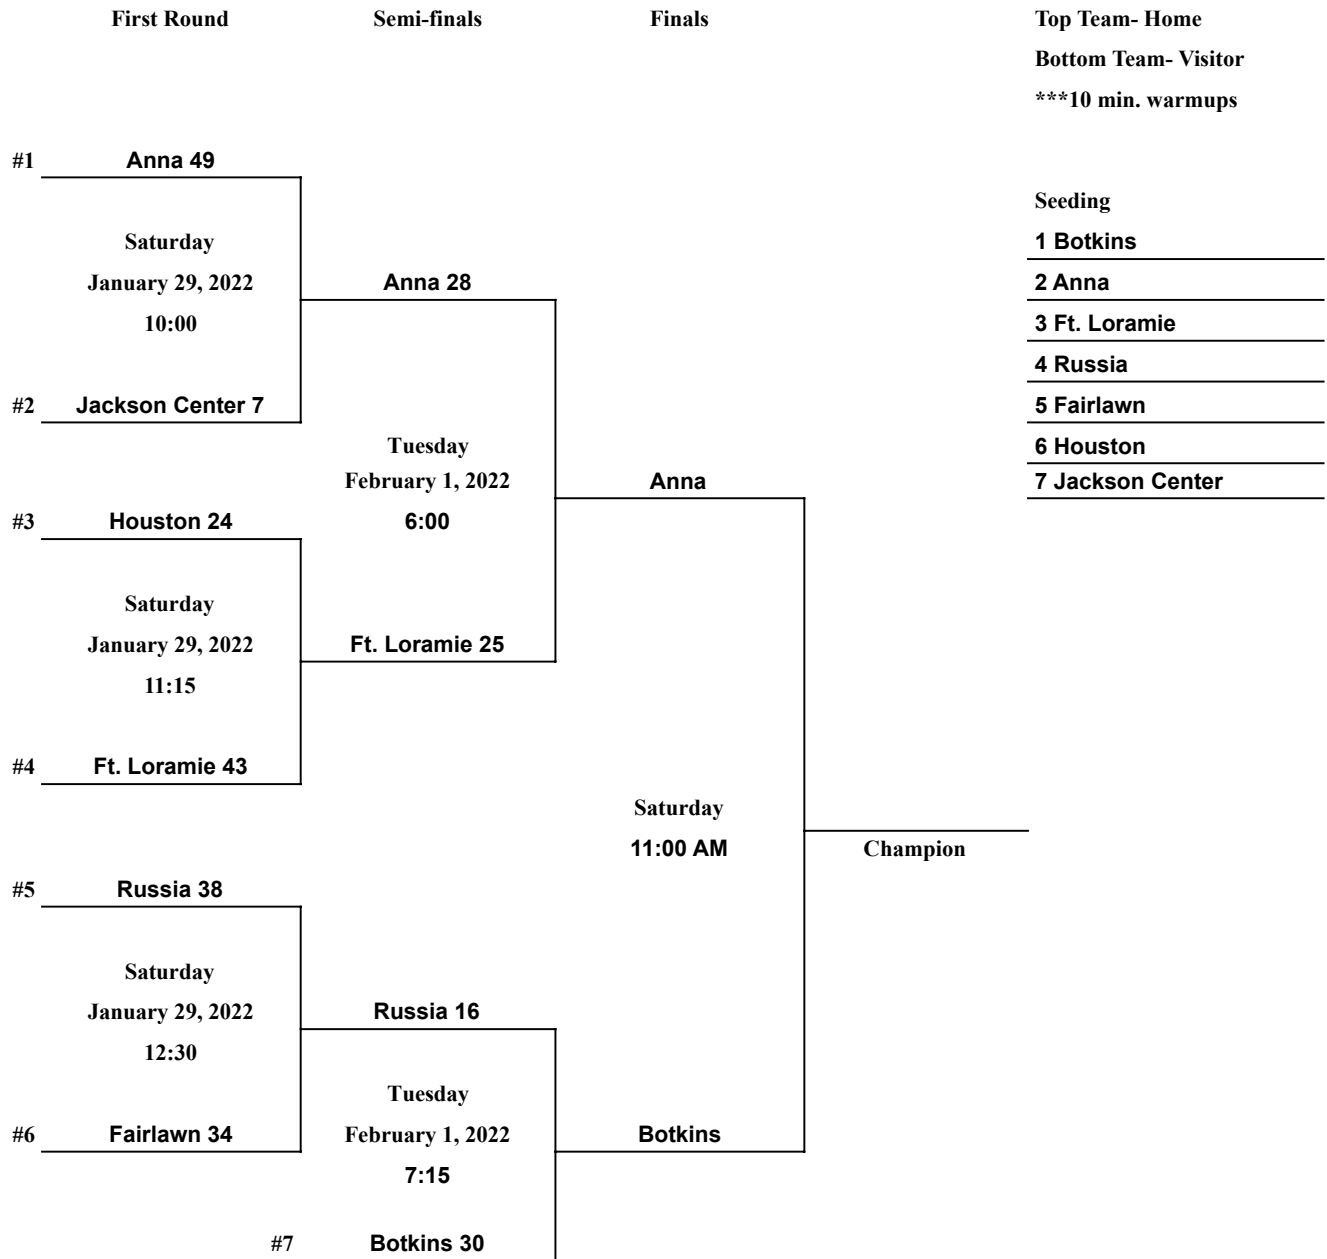 First Round Semi-finals Finals Top Team- Home
Bottom Team- Visitor
***10 min. warmups
#1 Anna 49
Seeding
Saturday 1 Botkins
January 29, 2022 Anna 28 2 Anna
10:00 3 Ft. Loramie
4 Russia
#2 Jackson Center 7 5 Fairlawn
Tuesday 6 Houston
February 1, 2022 Anna 7 Jackson Center
#3 Houston 24 6:00
Saturday
January 29, 2022 Ft. Loramie 25
11:15
#4 Ft. Loramie 43
Saturday
11:00 AM Champion
#5 Russia 38
Saturday
January 29, 2022 Russia 16
12:30
Tuesday
#6 Fairlawn 34 February 1, 2022 Botkins
7:15
#7 Botkins 30